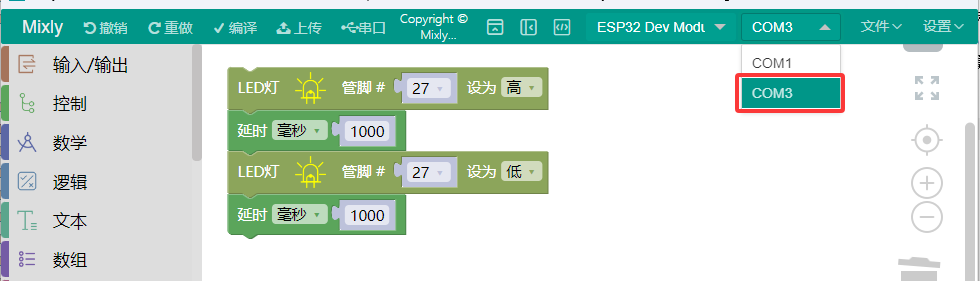 Mixly 撤销 重做 编译 上传 串口 Copyright © Mixly... ESP32 Dev Modu COM3 文件 设置
COM1
COM3
输入/输出
控制
数学
逻辑
文本
数组
LED灯 管脚 # 27 设为 高
延时 毫秒 1000
LED灯 管脚 # 27 设为 低
延时 毫秒 1000